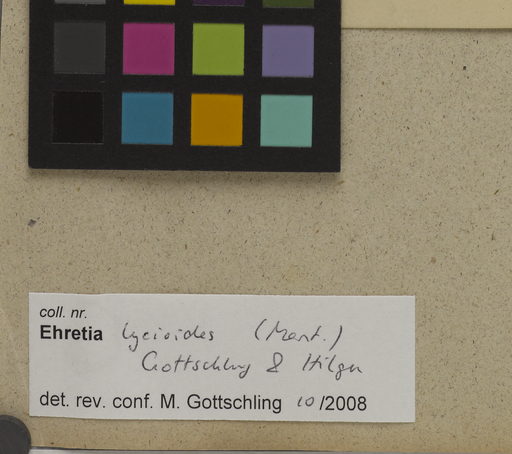 coll. nr.
Ehretia lycioides (Mart.)
Gottschling & Hilger
det. rev. conf. M. Gottschling 10/2008